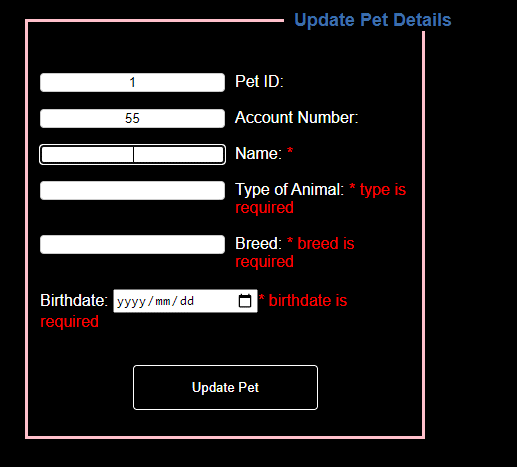 Update Pet Details
1 Pet ID:
55 Account Number:
Name: *
Type of Animal: * type is
required
Breed: * breed is
required
Birthdate: yyyy/mm/dd * birthdate is
required
Update Pet